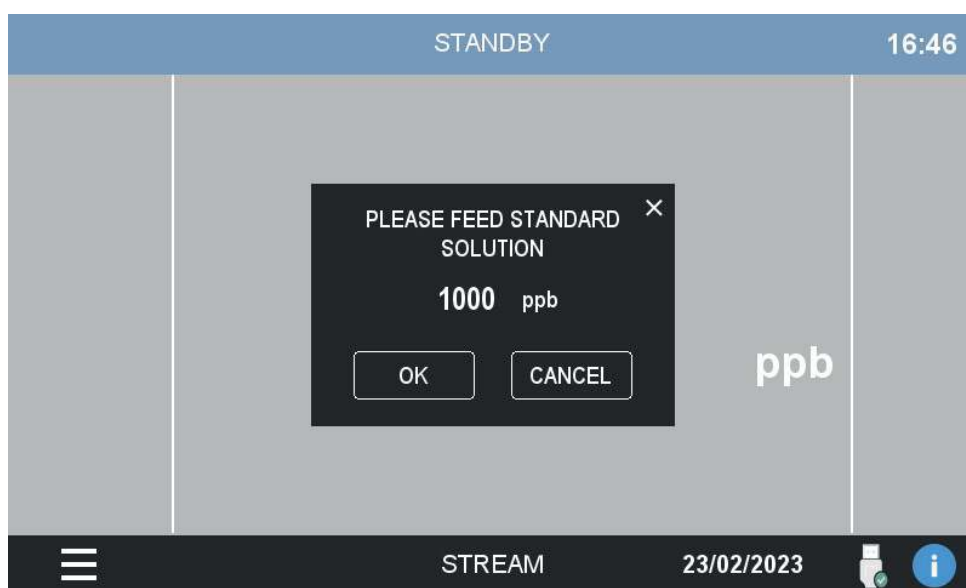 STANDBY
16:46
PLEASE FEED STANDARD
SOLUTION
1000 ppb
OK
CANCEL
ppb
STREAM
23/02/2023
i